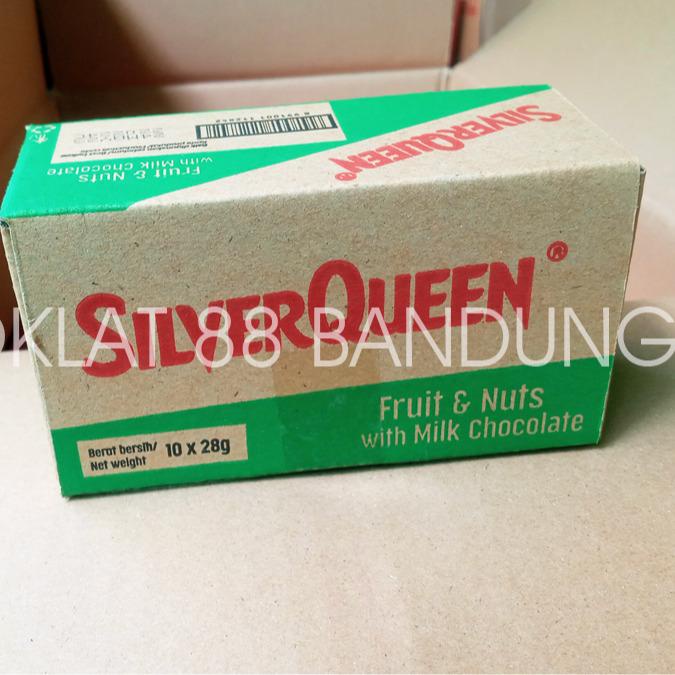 SILVERQUEEN®
Fruit & Nuts
with Milk Chocolate
SILVERQUEEN®
OKLAT 88 BANDUNG
Fruit & Nuts
with Milk Chocolate
Berat bersih/
Net weight
10 x 28g